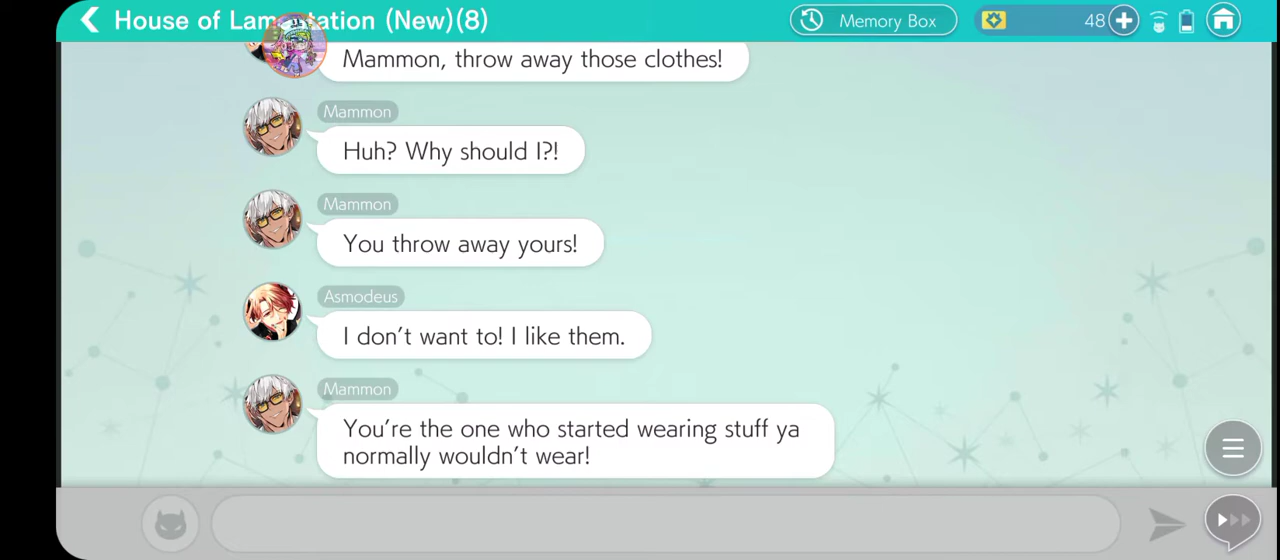 House of Lam tation (New)(8)
Memory Box
48
Mammon, throw away those clothes!
Mammon
Huh? Why should I?!
Mammon
You throw away yours!
Asmodeus
I don't want to! I like them.
Mammon
You're the one who started wearing stuff ya
normally wouldn't wear!